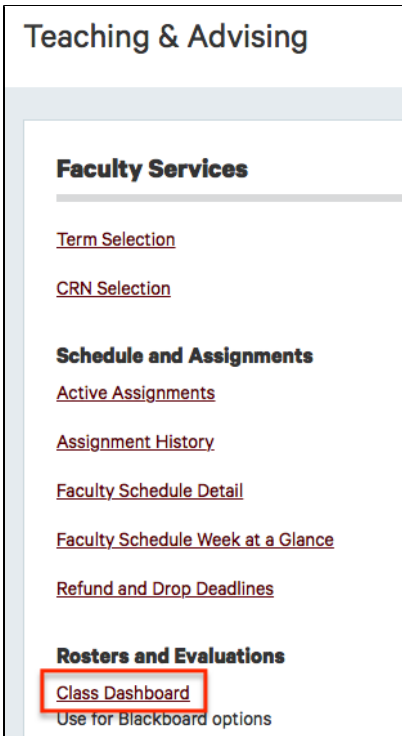 Teaching & Advising
Faculty Services
Term Selection
CRN Selection
Schedule and Assignments
Active Assignments
Assignment History
Faculty Schedule Detail
Faculty Schedule Week at a Glance
Refund and Drop Deadlines
Rosters and Evaluations
Class Dashboard
Use for Blackboard options